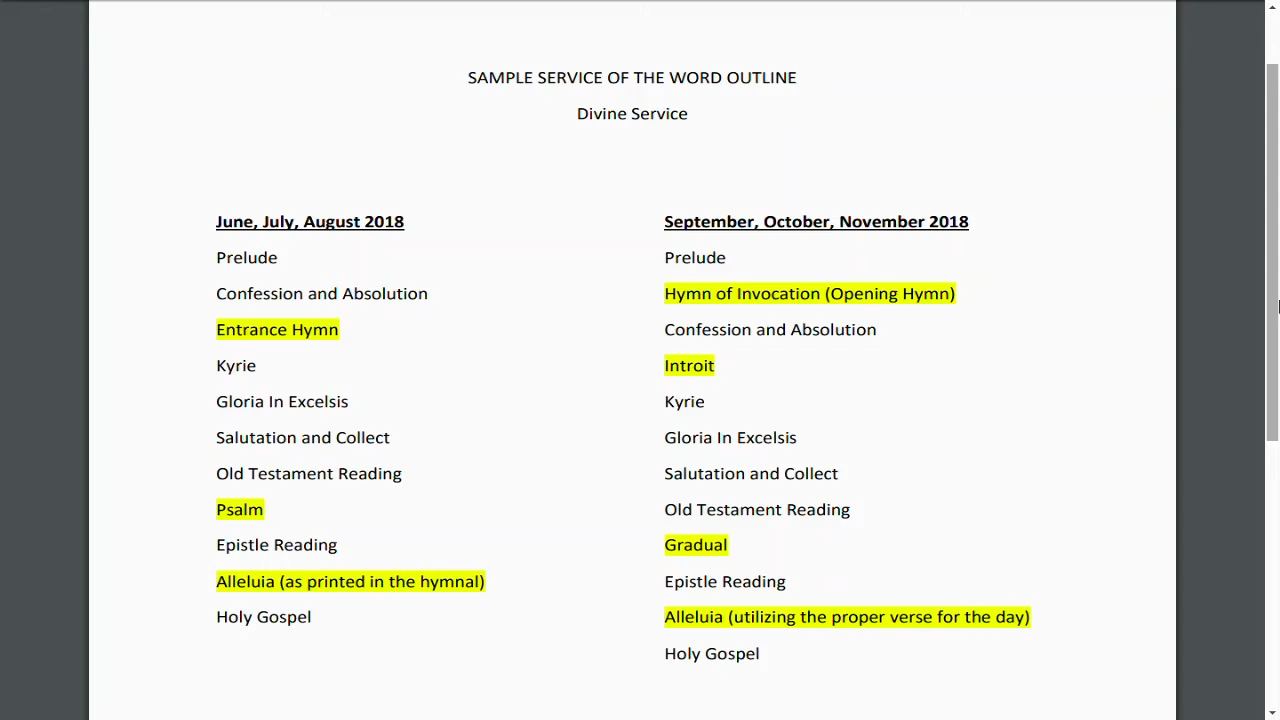 SAMPLE SERVICE OF THE WORD OUTLINE
Divine Service
June, July, August 2018
Prelude
Confession and Absolution
Entrance Hymn
Kyrie
Gloria In Excelsis
Salutation and Collect
Old Testament Reading
Psalm
Epistle Reading
Alleluia (as printed in the hymnal)
Holy Gospel
September, October, November 2018
Prelude
Hymn of Invocation (Opening Hymn)
Confession and Absolution
Introit
Kyrie
Gloria In Excelsis
Salutation and Collect
Old Testament Reading
Gradual
Epistle Reading
Alleluia (utilizing the proper verse for the day)
Holy Gospel